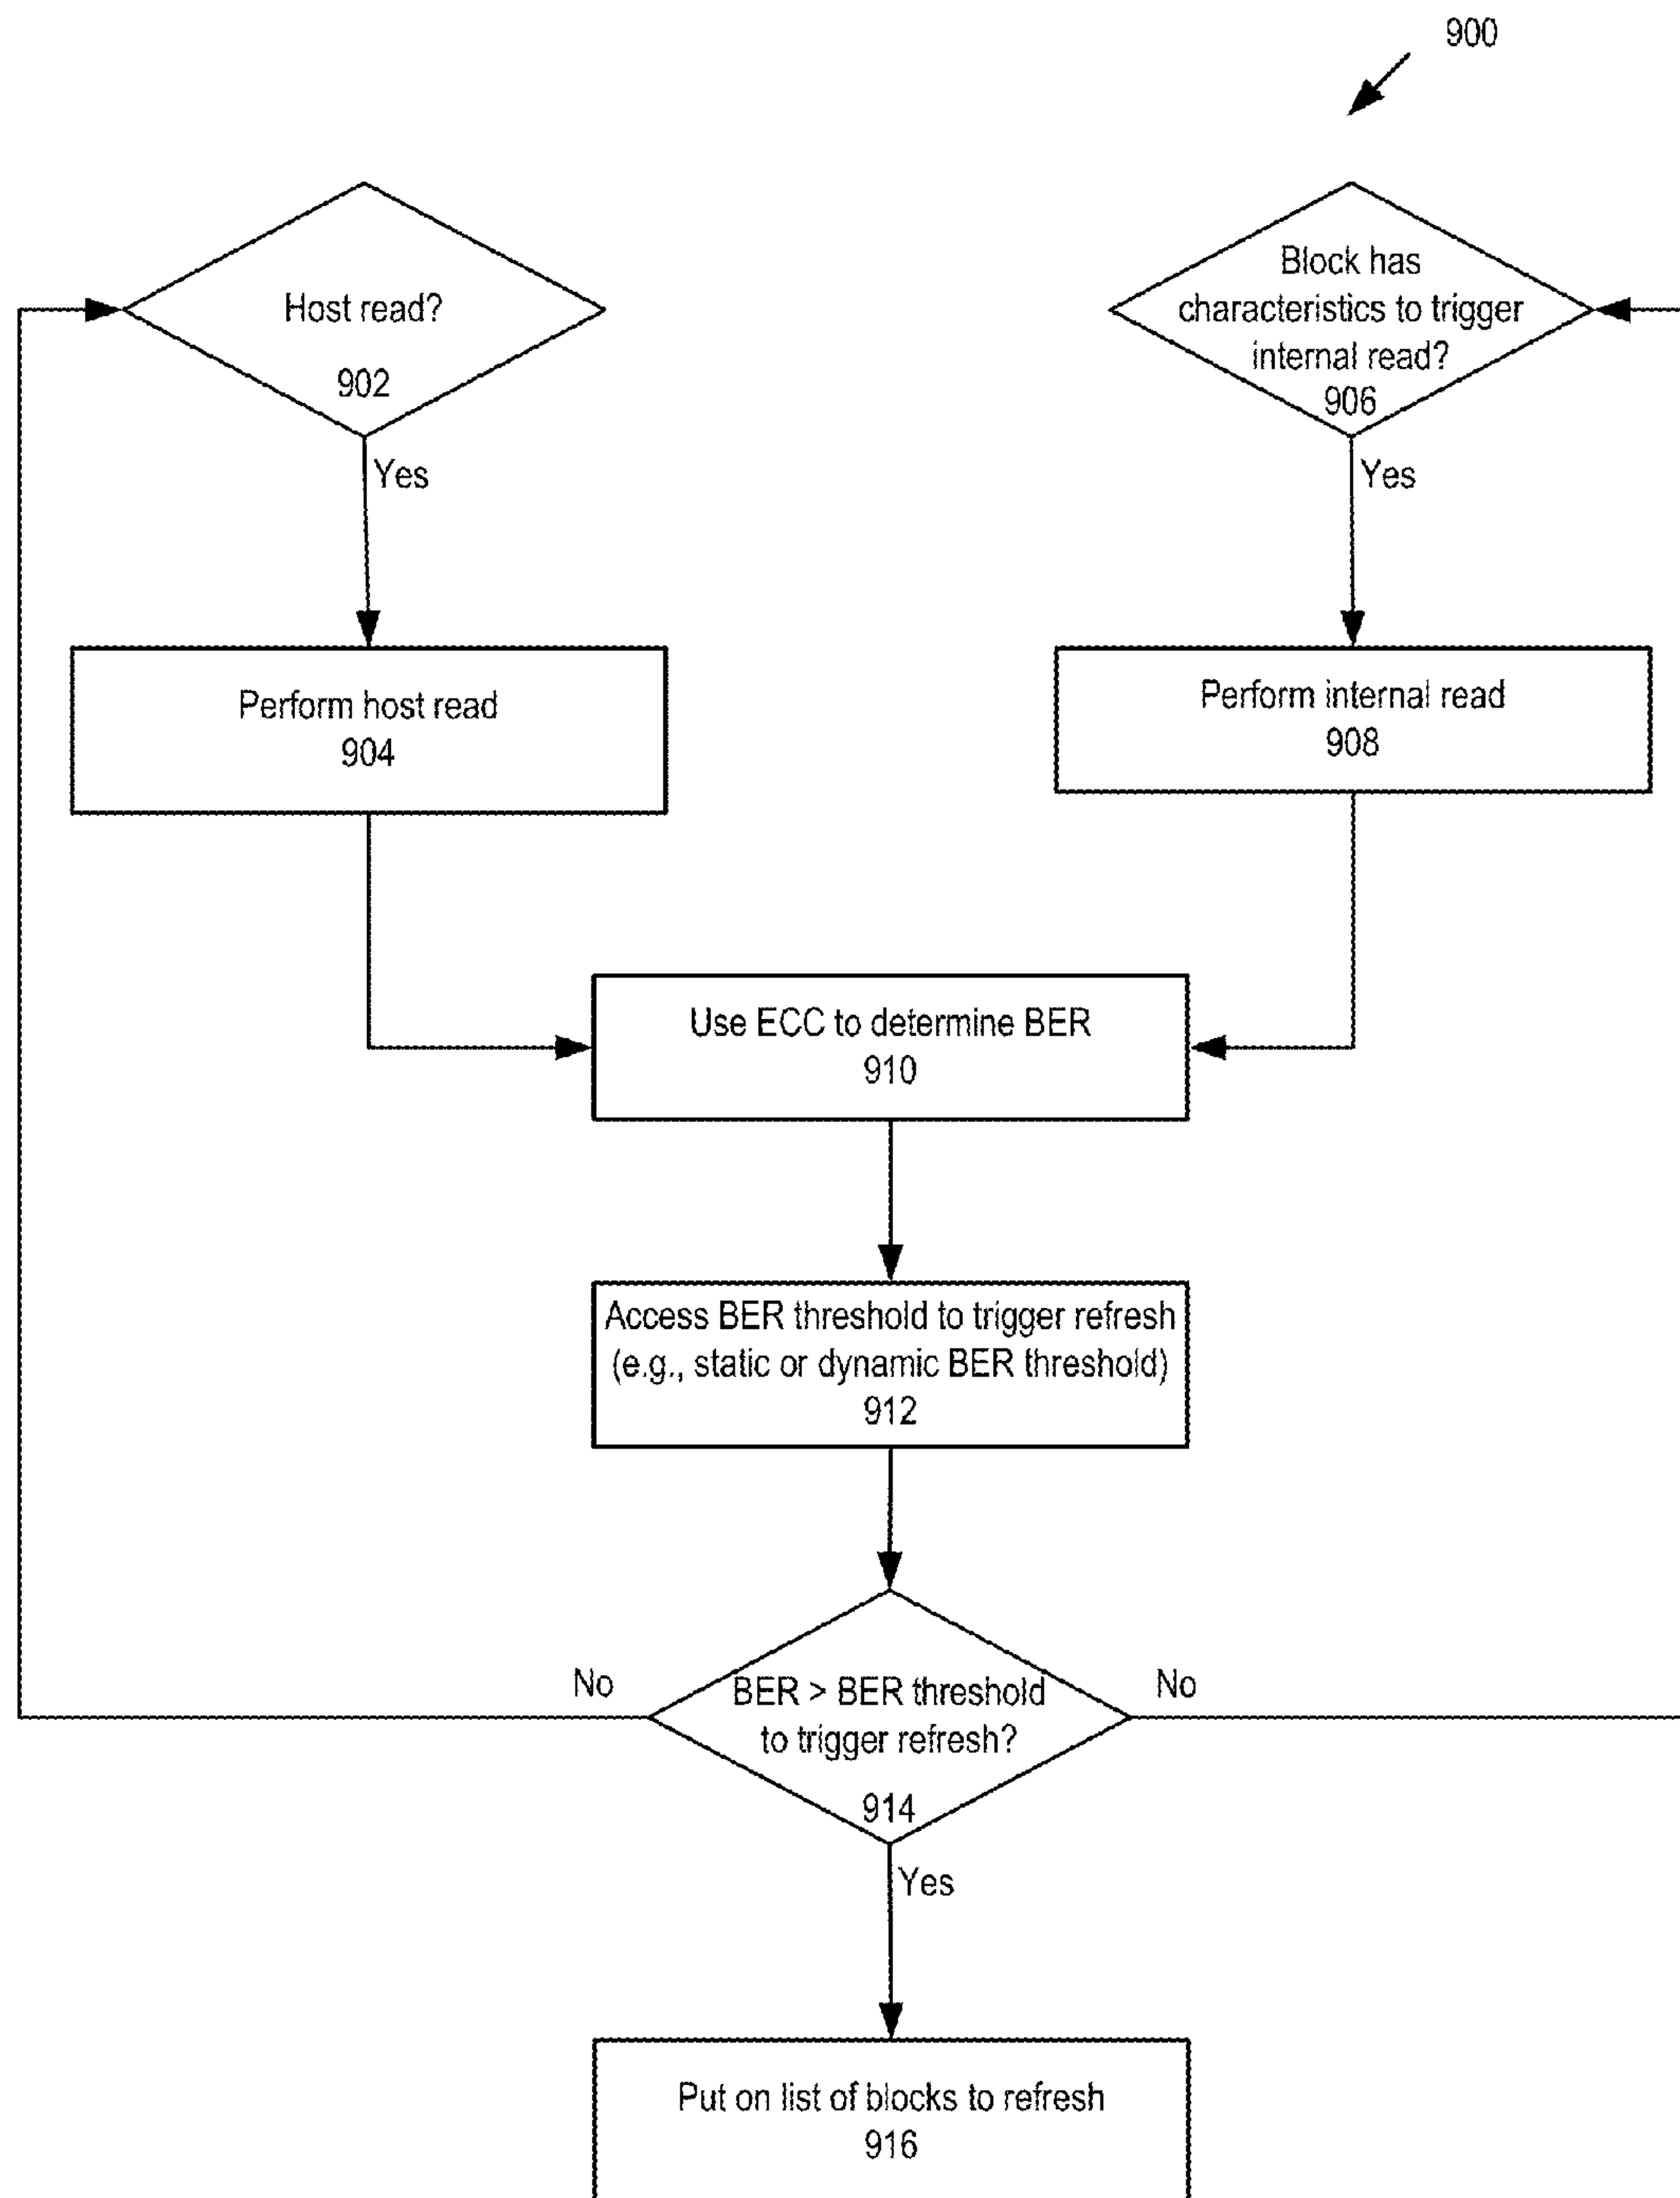 900
Host read?
902
Yes
Block has
characteristics to trigger
internal read?
906
Yes
Perform host read
904
Perform internal read
908
Use ECC to determine BER
910
Access BER threshold to trigger refresh
(e.g., static or dynamic BER threshold)
912
No
BER > BER threshold
to trigger refresh?
914
No
Yes
Put on list of blocks to refresh
916